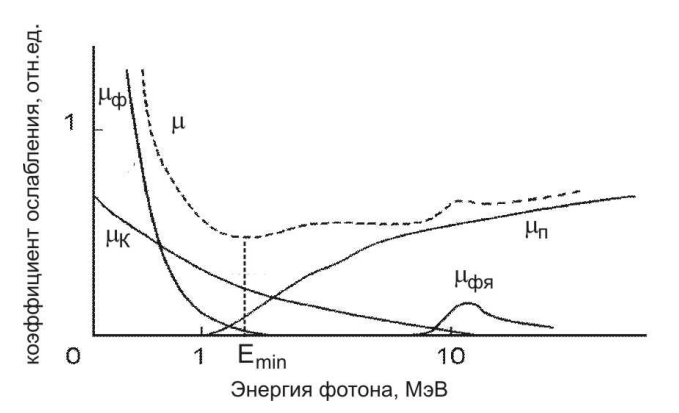 коэффициент ослабления, отн.ед.
1
μф
μ
μК
μп
μфя
0
1
Emin
10
Энергия фотона, МэВ